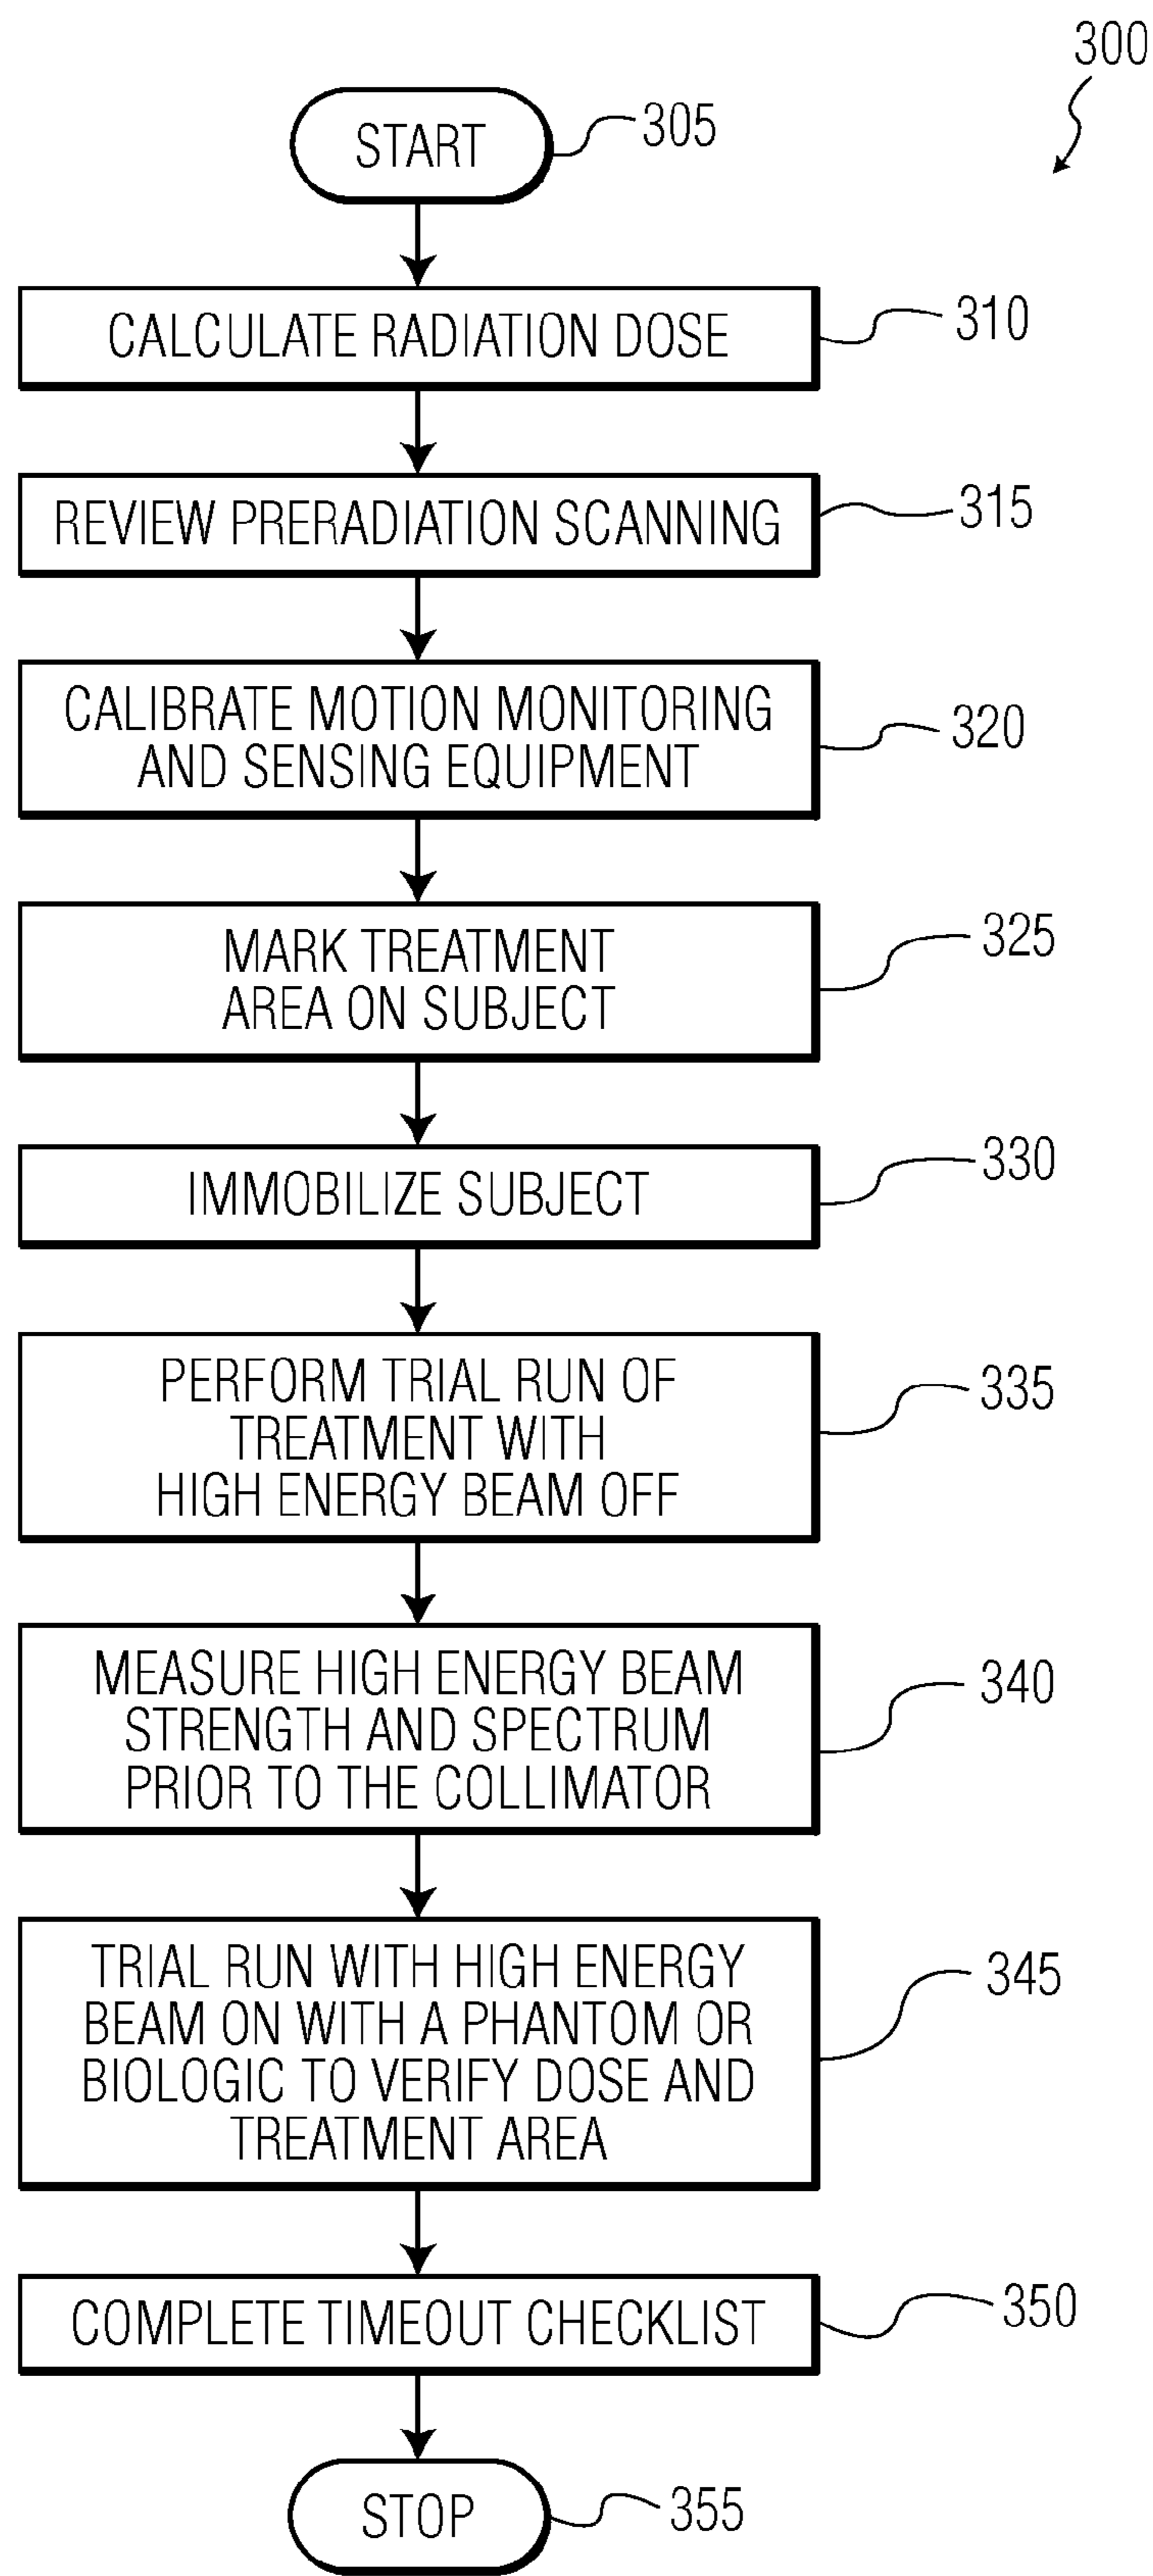 300
START
305
CALCULATE RADIATION DOSE
310
REVIEW PRERADIATION SCANNING
315
CALIBRATE MOTION MONITORING
AND SENSING EQUIPMENT
320
MARK TREATMENT
AREA ON SUBJECT
325
IMMOBILIZE SUBJECT
330
PERFORM TRIAL RUN OF
TREATMENT WITH
HIGH ENERGY BEAM OFF
335
MEASURE HIGH ENERGY BEAM
STRENGTH AND SPECTRUM
PRIOR TO THE COLLIMATOR
340
TRIAL RUN WITH HIGH ENERGY
BEAM ON WITH A PHANTOM OR
BIOLOGIC TO VERIFY DOSE AND
TREATMENT AREA
345
COMPLETE TIMEOUT CHECKLIST
350
STOP
355